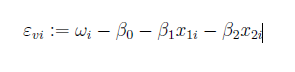 ε_{vi} := ω_i − β_0 − β_1x_{1i} − β_2x_{2i}